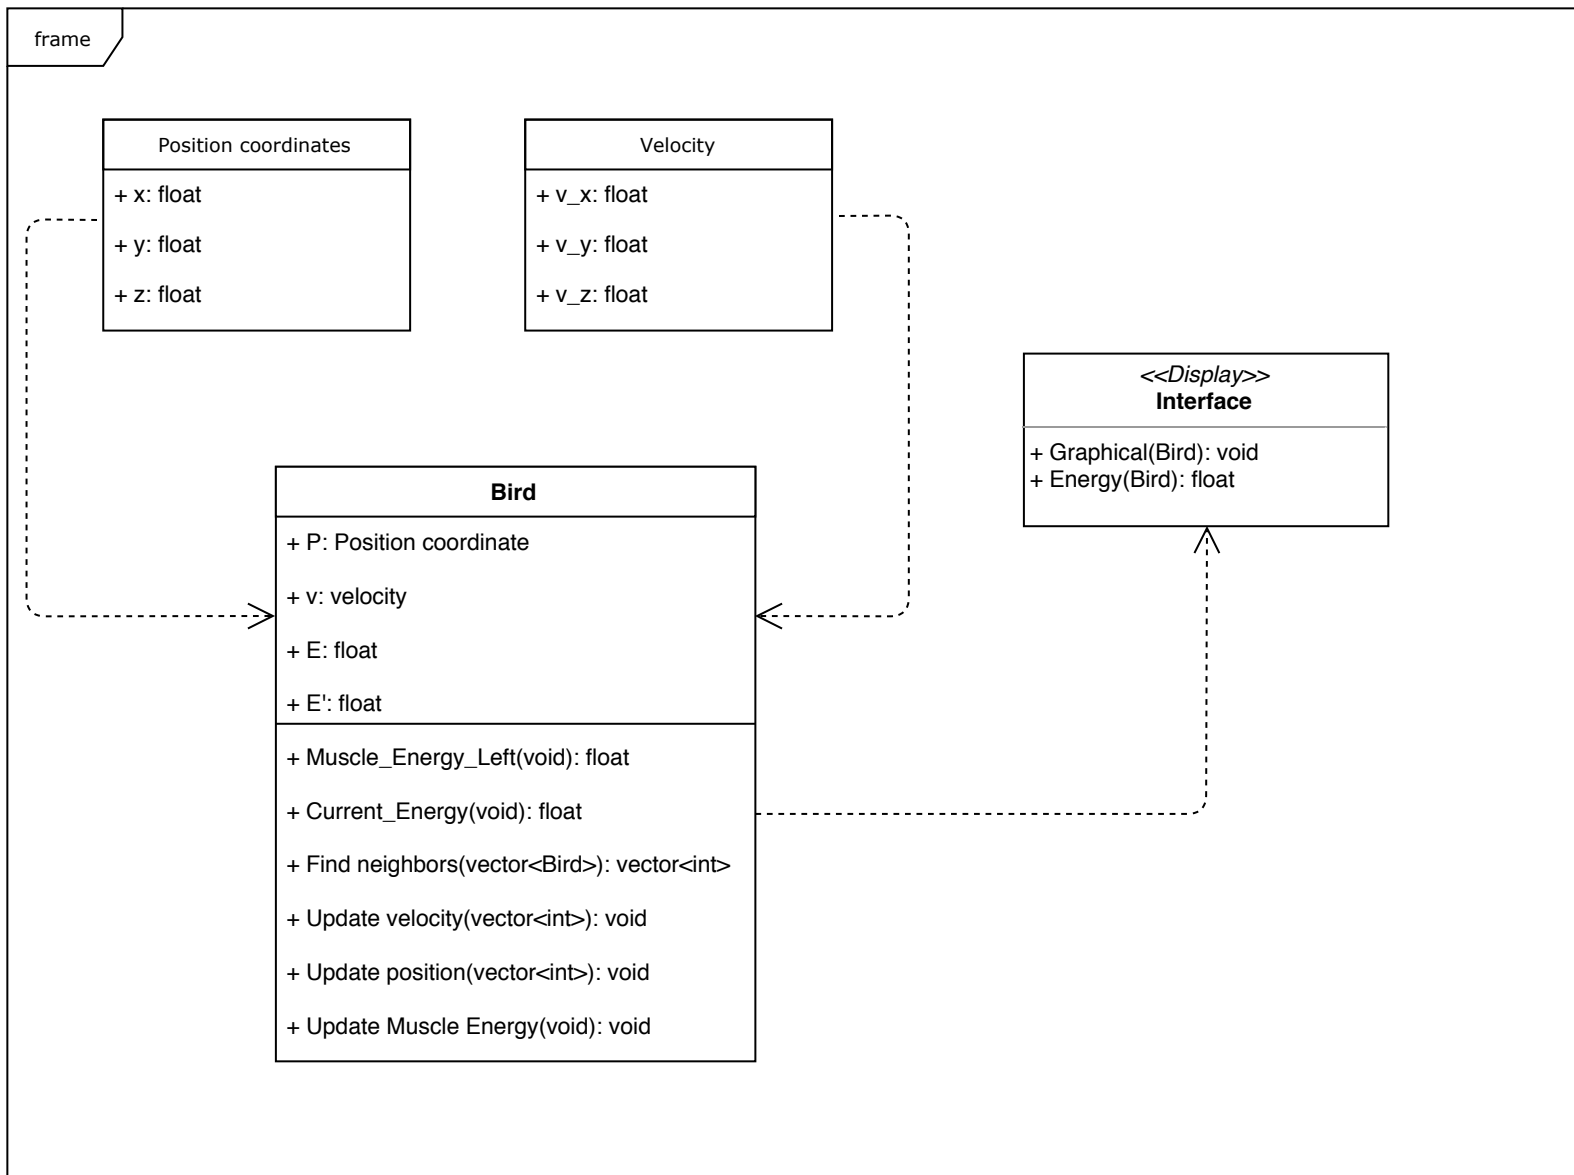 frame
Position coordinates
+ x: float
+ y: float
+ z: float
Velocity
+ v_x: float
+ v_y: float
+ v_z: float
<<Display>>
Interface
+ Graphical(Bird): void
+ Energy(Bird): float
Bird
+ P: Position coordinate
+ v: velocity
+ E: float
+ E': float
+ Muscle_Energy_Left(void): float
+ Current_Energy(void): float
+ Find neighbors(vector<Bird>): vector<int>
+ Update velocity(vector<int>): void
+ Update position(vector<int>): void
+ Update Muscle Energy(void): void